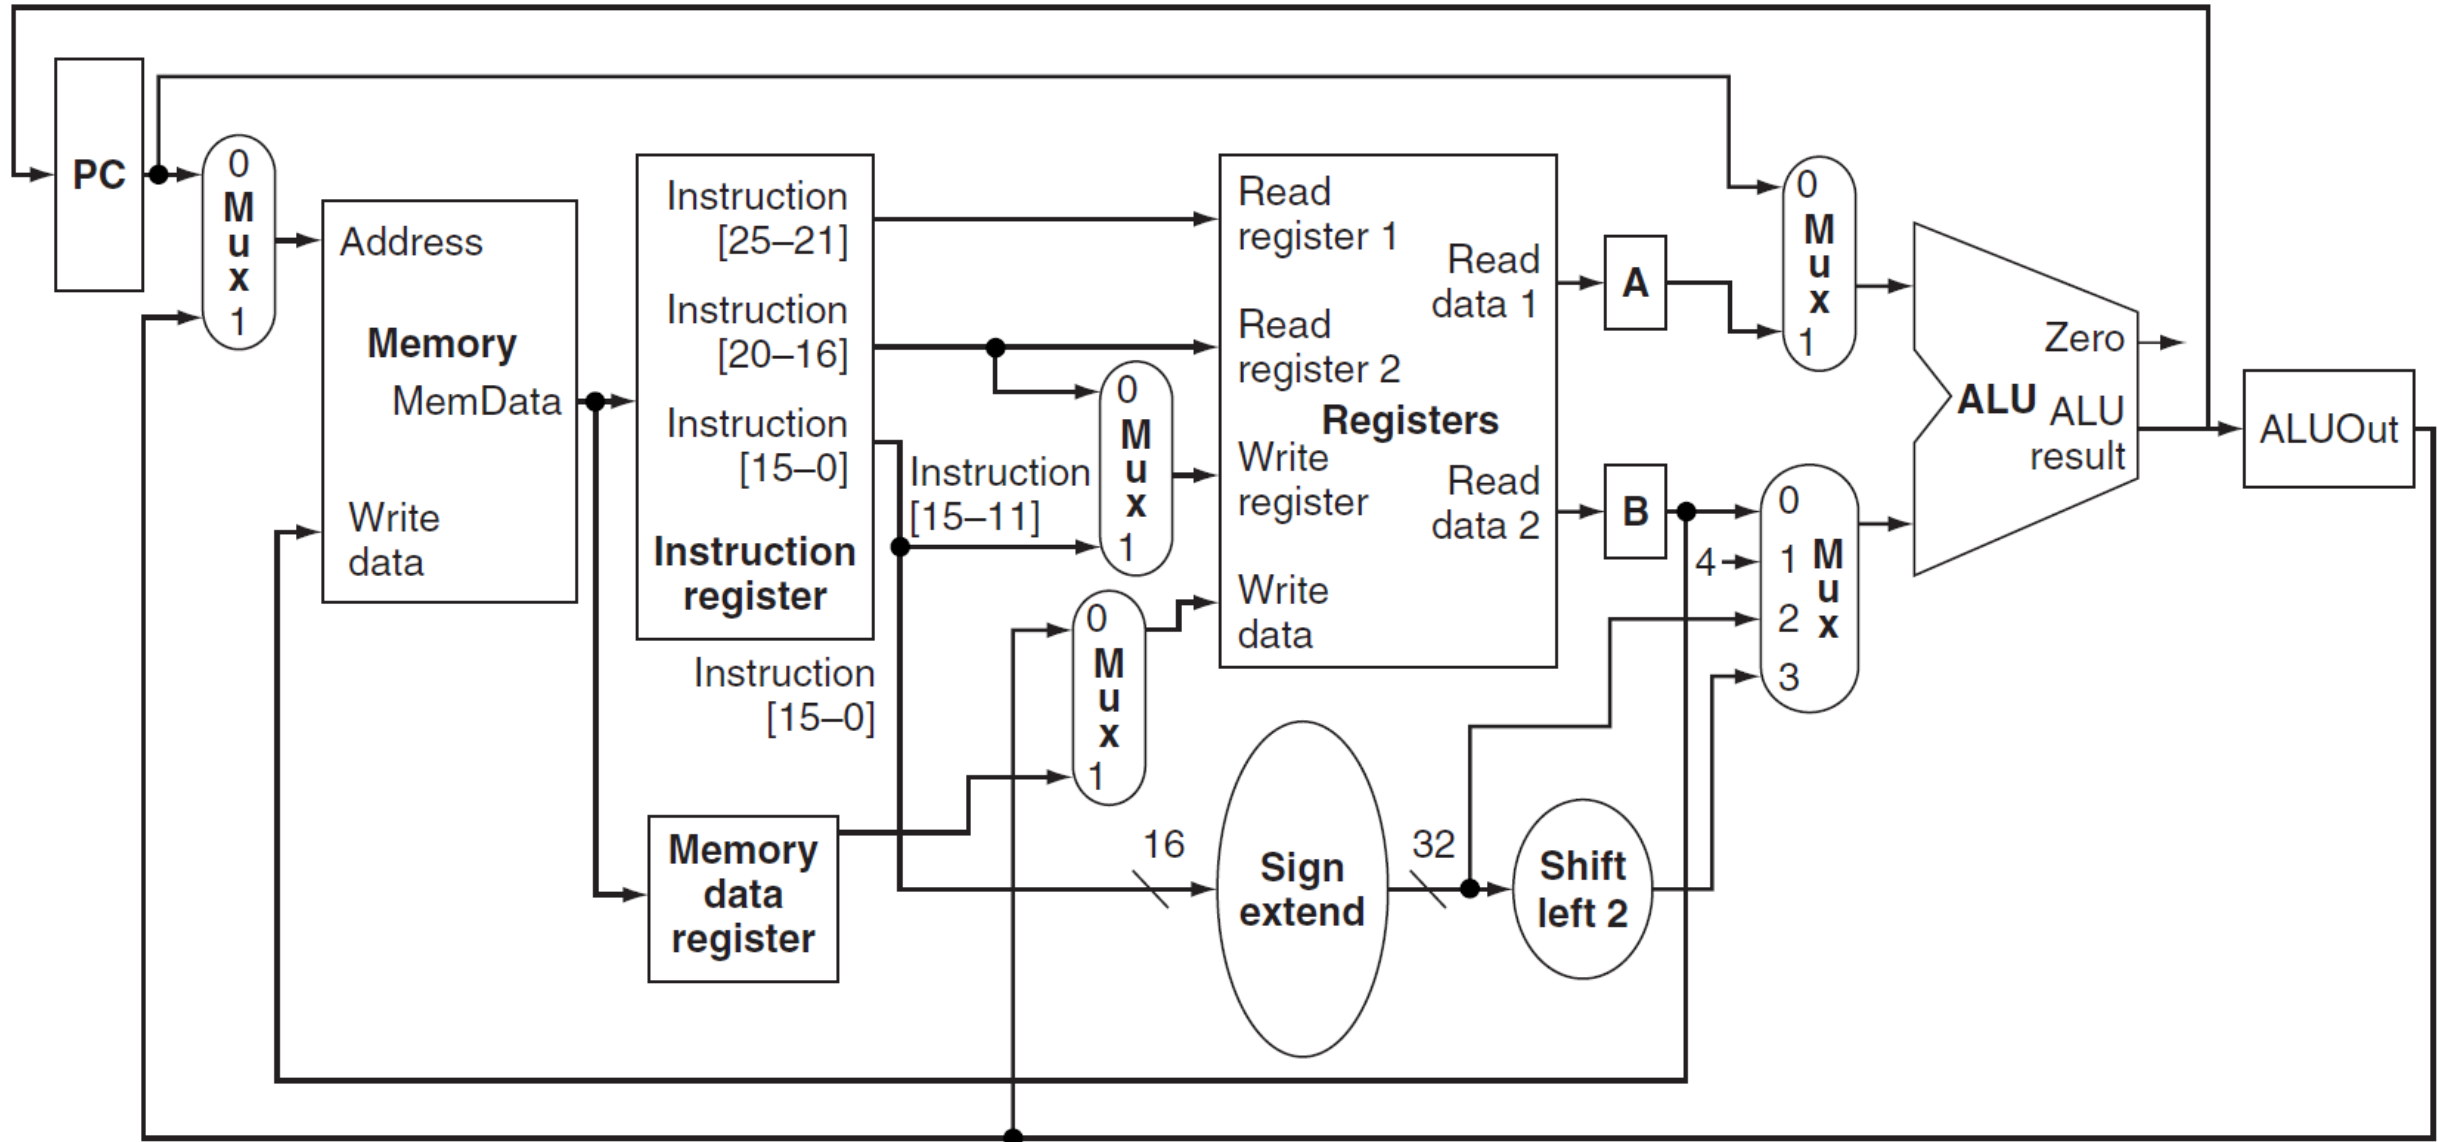 PC
0
M
u
x
1
Address
Memory
MemData
Write
data
Instruction
[25–21]
Instruction
[20–16]
Instruction
[15–0]
Instruction
register
Instruction
[15–0]
Memory
data
register
Instruction
[15–11]
0
M
u
x
1
0
M
u
x
1
16
Read
register 1
Read
register 2
Registers
Write
register
Write
data
Read
data 1
Read
data 2
Sign
extend
32
Shift
left 2
A
B
4
0
M
u
x
1
0
1
2
3
M
u
x
Zero
ALU
ALU
result
ALUOut